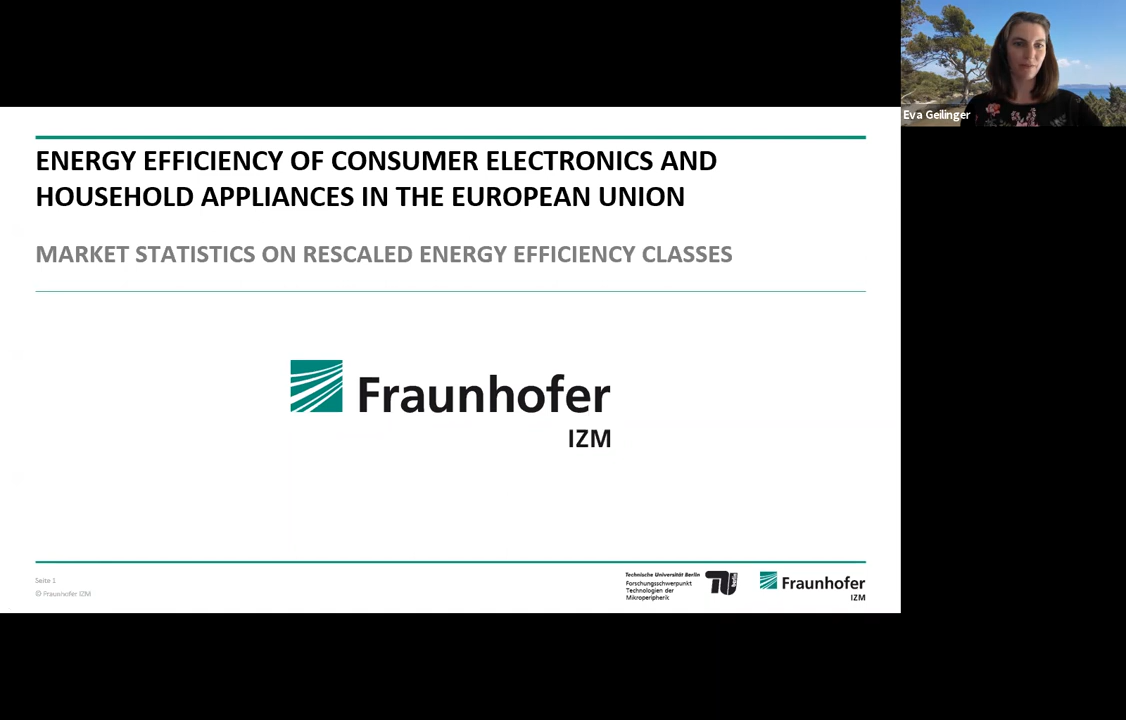 Eva Geilinger
ENERGY EFFICIENCY OF CONSUMER ELECTRONICS AND
HOUSEHOLD APPLIANCES IN THE EUROPEAN UNION
MARKET STATISTICS ON RESCALED ENERGY EFFICIENCY CLASSES
Fraunhofer
IZM
Seite 1
© Fraunhofer IZM
Technische Universität Berlin
Forschungsschwerpunkt
Technologien der
Mikroperipherik
berlin
Fraunhofer
IZM